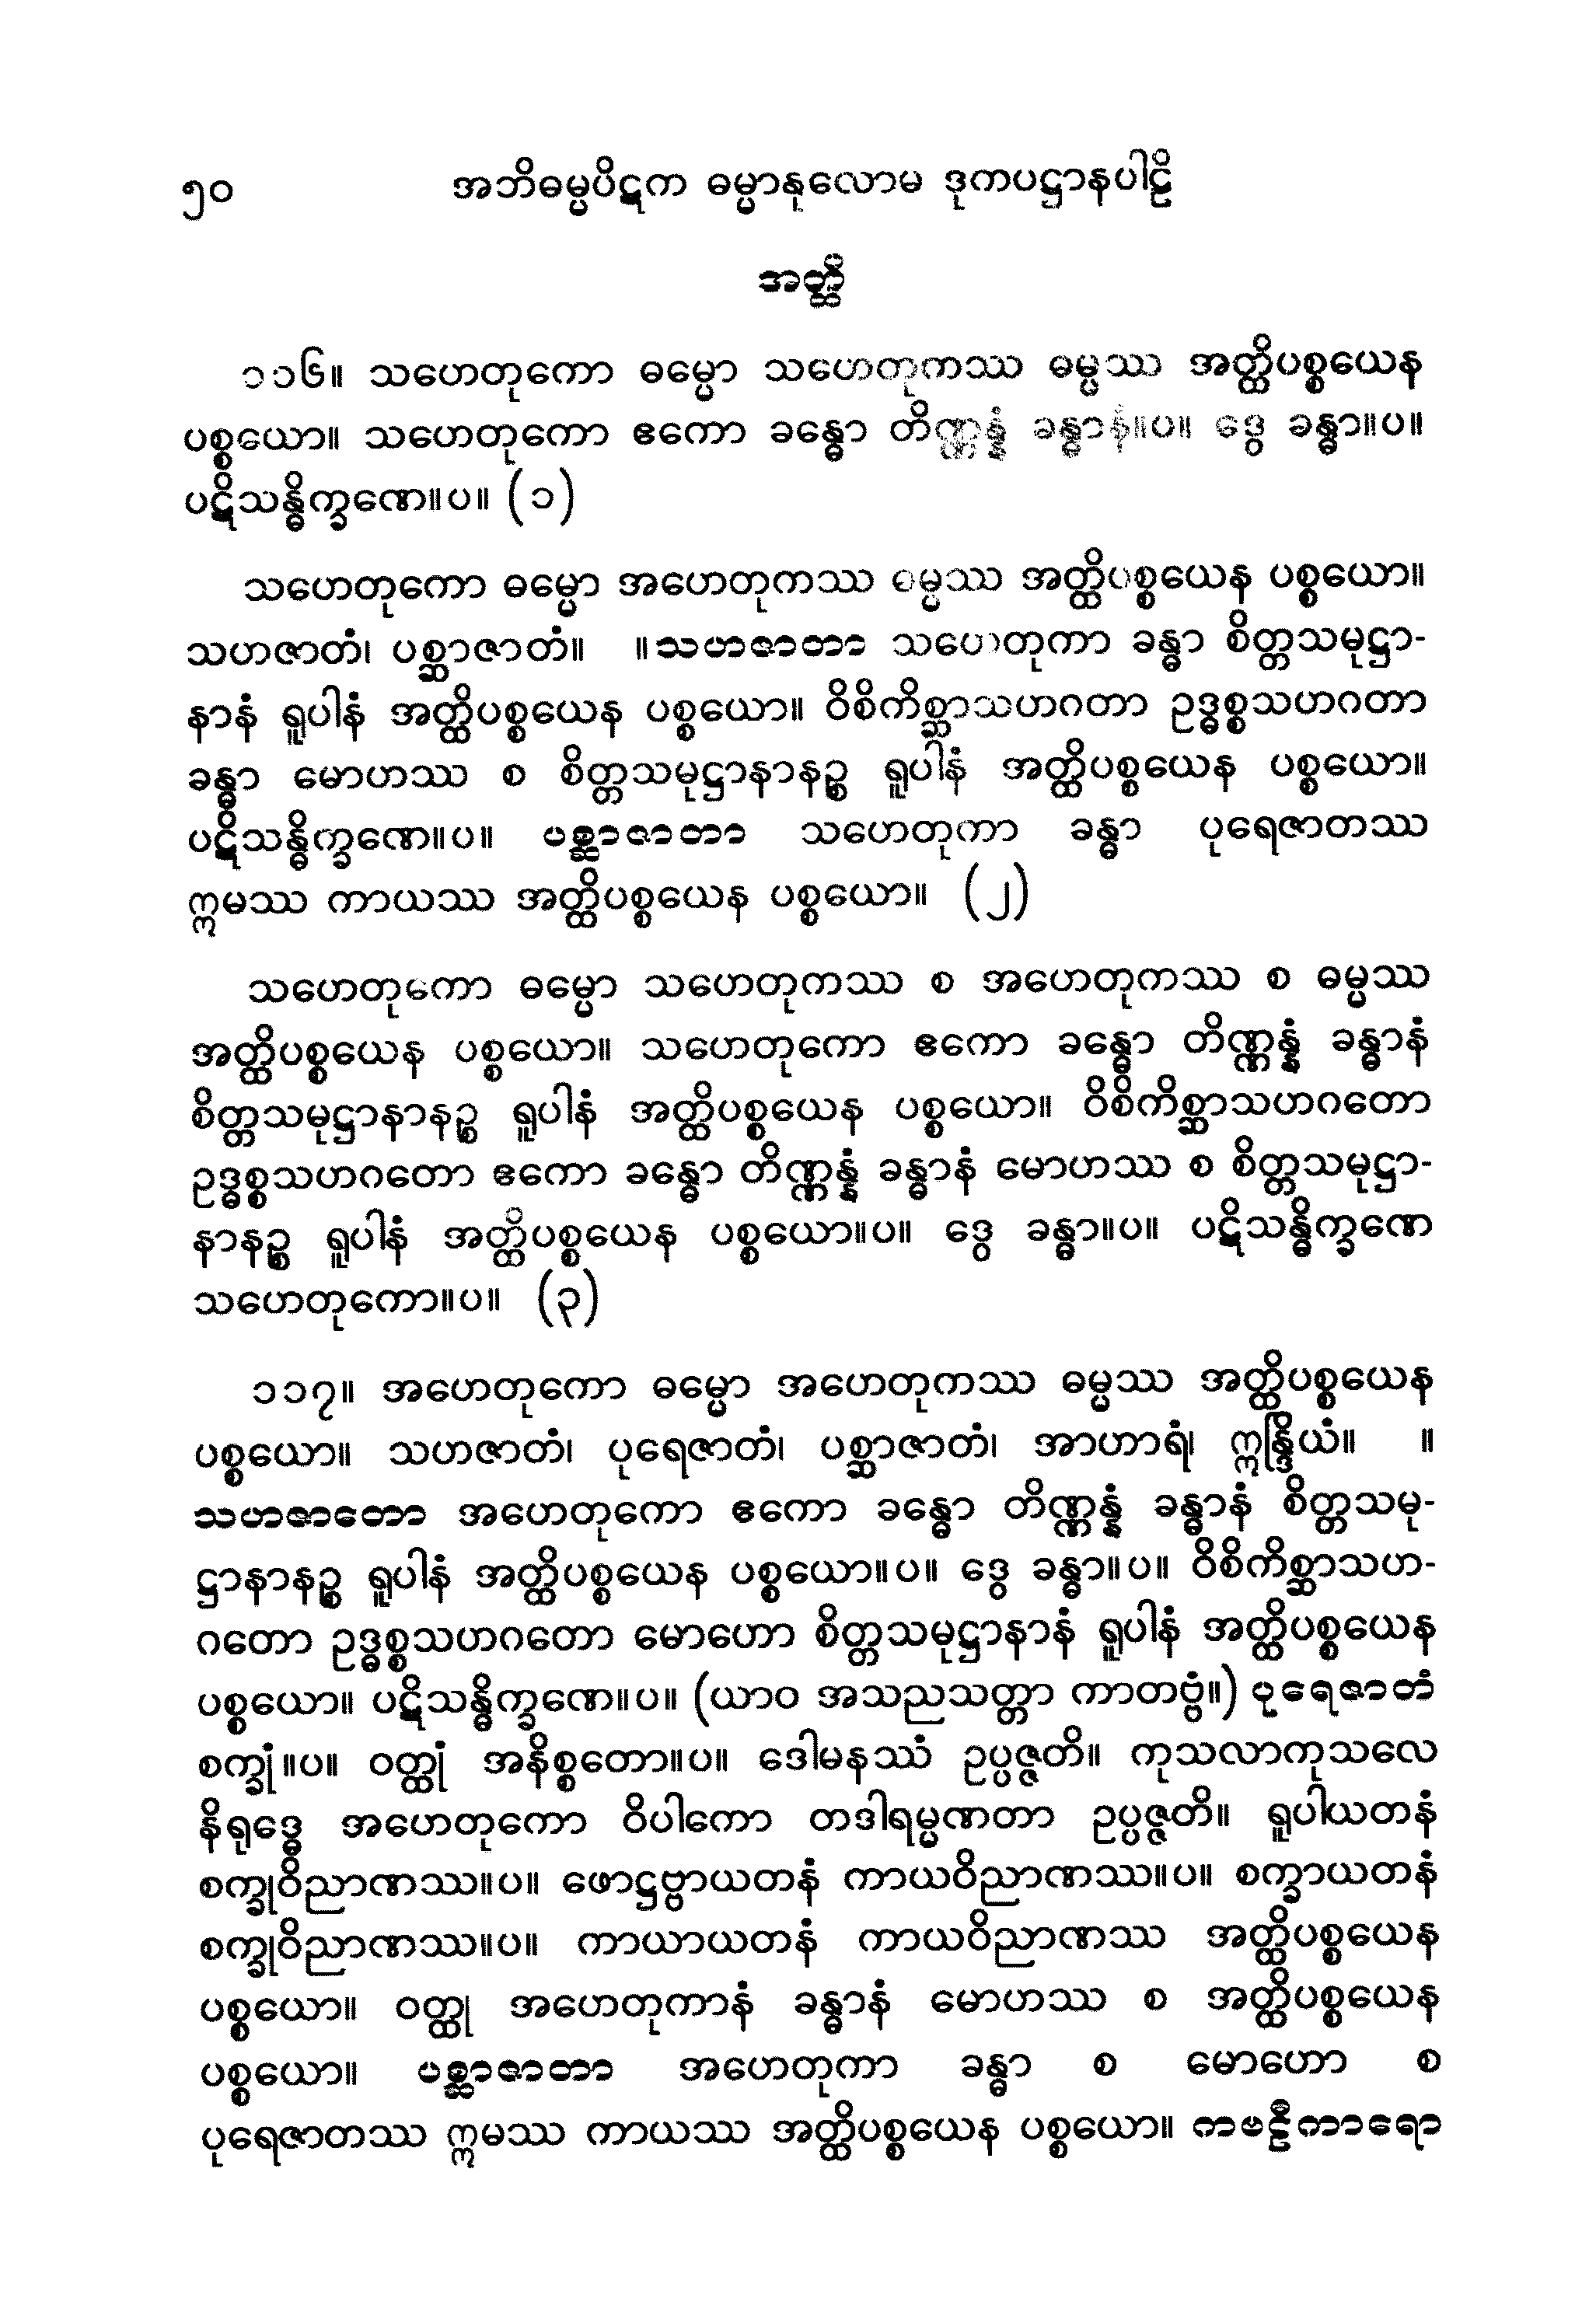 ၅၀ အဘိဓမ္မပိဋက ဓမ္မာနုလောမ ဒုကပဋ္ဌာနပါဠိ
အတ္ထိ
၁၁၆။ သဟေတုကော ဓမ္မော သဟေတုကဿ ဓမ္မဿ အတ္ထိပစ္စယေန
ပစ္စယော။ သဟေတုကော ဧကော ခန္ဓော တိဏ္ဏန္နံ ခန္ဓာနံ။ပ။ ဒွေ ခန္ဓာ။ပ။
ပဋိသန္ဓိက္ခဏေ။ပ။ (၁)
သဟေတုကော ဓမ္မော အဟေတုကဿ ဓမ္မဿ အတ္ထိပစ္စယေန ပစ္စယော။
သဟဇာတံ၊ ပစ္ဆာဇာတံ။ ။သဟဇာတာ သဟေတုကာ ခန္ဓာ စိတ္တသမုဋ္ဌာ-
နာနံ ရူပါနံ အတ္ထိပစ္စယေန ပစ္စယော။ ဝိစိကိစ္ဆာသဟဂတာ ဥဒ္ဓစ္စသဟဂတာ
ခန္ဓာ မောဟဿ စ စိတ္တသမုဋ္ဌာနာနဉ္စ ရူပါနံ အတ္ထိပစ္စယေန ပစ္စယော။
ပဋိသန္ဓိက္ခဏေ။ပ။ ပစ္ဆာဇာတာ သဟေတုကာ ခန္ဓာ ပုရေဇာတဿ
ဣမဿ ကာယဿ အတ္ထိပစ္စယေန ပစ္စယော။ (၂)
သဟေတုကော ဓမ္မော သဟေတုကဿ စ အဟေတုကဿ စ ဓမ္မဿ
အတ္ထိပစ္စယေန ပစ္စယော။ သဟေတုကော ဧကော ခန္ဓော တိဏ္ဏန္နံ ခန္ဓာနံ
စိတ္တသမုဋ္ဌာနာနဉ္စ ရူပါနံ အတ္ထိပစ္စယေန ပစ္စယော။ ဝိစိကိစ္ဆာသဟဂတော
ဥဒ္ဓစ္စသဟဂတော ဧကော ခန္ဓော တိဏ္ဏန္နံ ခန္ဓာနံ မောဟဿ စ စိတ္တသမုဋ္ဌာ-
နာနဉ္စ ရူပါနံ အတ္ထိပစ္စယေန ပစ္စယော။ပ။ ဒွေ ခန္ဓာ။ပ။ ပဋိသန္ဓိက္ခဏေ
သဟေတုကော။ပ။ (၃)
၁၁၇။ အဟေတုကော ဓမ္မော အဟေတုကဿ ဓမ္မဿ အတ္ထိပစ္စယေန
ပစ္စယော။ သဟဇာတံ၊ ပုရေဇာတံ၊ ပစ္ဆာဇာတံ၊ အာဟာရံ၊ ဣန္ဒြိယံ။ ။
သဟဇာတော အဟေတုကော ဧကော ခန္ဓော တိဏ္ဏန္နံ ခန္ဓာနံ စိတ္တသမု-
ဋ္ဌာနာနဉ္စ ရူပါနံ အတ္ထိပစ္စယေန ပစ္စယော။ပ။ ဒွေ ခန္ဓာ။ပ။ ဝိစိကိစ္ဆာသဟ-
ဂတော ဥဒ္ဓစ္စသဟဂတော မောဟော စိတ္တသမုဋ္ဌာနာနံ ရူပါနံ အတ္ထိပစ္စယေန
ပစ္စယော။ ပဋိသန္ဓိက္ခဏေ။ပ။ (ယာဝ အသညသတ္တာ ကာတဗ္ဗံ။) ပုရေဇာတံ
စက္ခုံ။ပ။ ဝတ္ထုံ အနိစ္စတော။ပ။ ဒေါမနဿံ ဥပ္ပဇ္ဇတိ။ ကုသလာကုသလေ
နိရုဒ္ဓေ အဟေတုကော ဝိပါကော တဒါရမ္မဏတာ ဥပ္ပဇ္ဇတိ။ ရူပါယတနံ
စက္ခုဝိညာဏဿ။ပ။ ဖောဋ္ဌဗ္ဗာယတနံ ကာယဝိညာဏဿ။ပ။ စက္ခာယတနံ
စက္ခုဝိညာဏဿ။ပ။ ကာယာယတနံ ကာယဝိညာဏဿ အတ္ထိပစ္စယေန
ပစ္စယော။ ဝတ္ထု အဟေတုကာနံ ခန္ဓာနံ မောဟဿ စ အတ္ထိပစ္စယေန
ပစ္စယော။ ပစ္ဆာဇာတာ အဟေတုကာ ခန္ဓာ စ မောဟော စ
ပုရေဇာတဿ ဣမဿ ကာယဿ အတ္ထိပစ္စယေန ပစ္စယော။ ကဗဠီကာရော